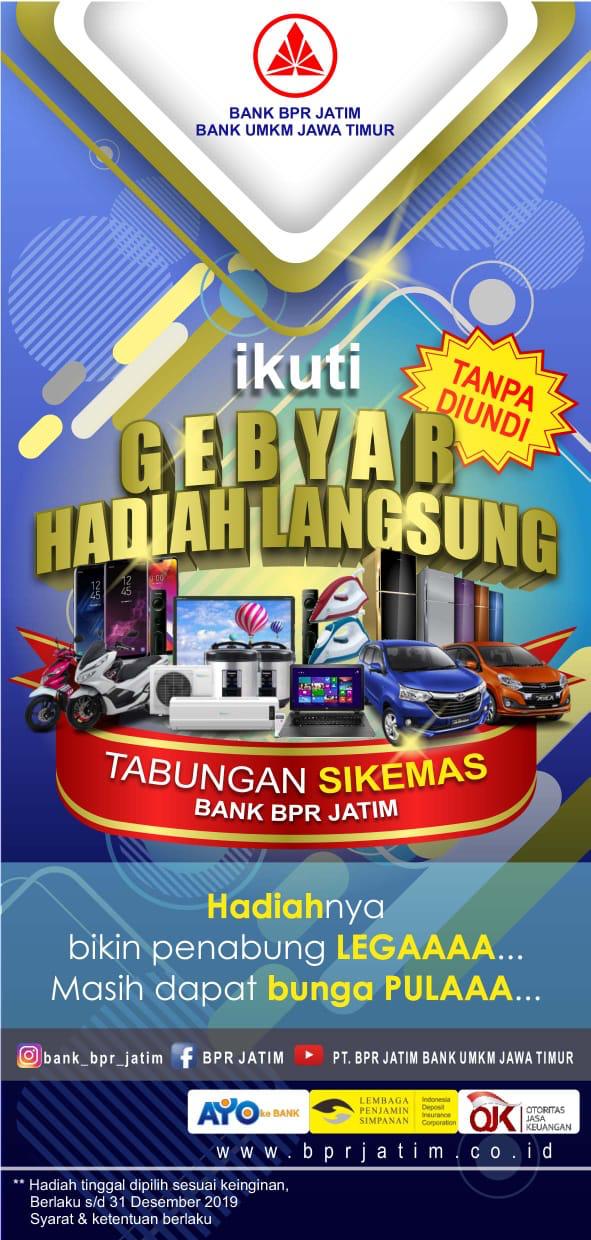 BANK BPR JATIM
BANK UMKM JAWA TIMUR
ikuti
TANPA
DIUNDI
GEBYAR
HADIAH LANGSUNG
TABUNGAN SIKEMAS
BANK BPR JATIM
Hadiahnya
bikin penabung LEGAAAA...
Masih dapat bunga PULAAA...
bank_bpr_jatim BPR JATIM PT. BPR JATIM BANK UMKM JAWA TIMUR
AYO ke BANK
LEMBAGA
PENJAMIN
SIMPANAN
Indonesia
Deposit
Insurance
Corporation
OJK
OTORITAS
JASA
KEUANGAN
www.bprjatim.co.id
** Hadiah tinggal dipilih sesuai keinginan,
Berlaku s/d 31 Desember 2019
Syarat & ketentuan berlaku